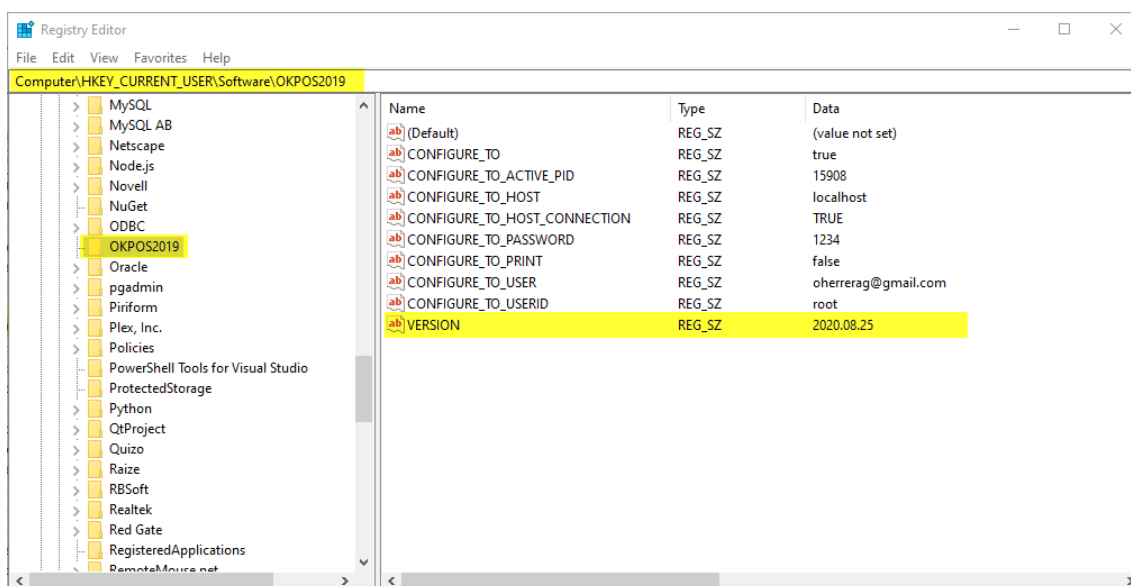 Registry Editor
File Edit View Favorites Help
Computer\HKEY_CURRENT_USER\Software\OKPOS2019
MySQL
MySQL AB
Netscape
Node.js
Novell
NuGet
ODBC
OKPOS2019
Oracle
pgadmin
Piriform
Plex, Inc.
Policies
PowerShell Tools for Visual Studio
ProtectedStorage
Python
QtProject
Quizo
Raize
RBSoft
Realtek
Red Gate
RegisteredApplications
RemoteMouse.net
Name Type Data
(Default) REG_SZ (value not set)
CONFIGURE_TO REG_SZ true
CONFIGURE_TO_ACTIVE_PID REG_SZ 15908
CONFIGURE_TO_HOST REG_SZ localhost
CONFIGURE_TO_HOST_CONNECTION REG_SZ TRUE
CONFIGURE_TO_PASSWORD REG_SZ 1234
CONFIGURE_TO_PRINT REG_SZ false
CONFIGURE_TO_USER REG_SZ oherrerag@gmail.com
CONFIGURE_TO_USERID REG_SZ root
VERSION REG_SZ 2020.08.25